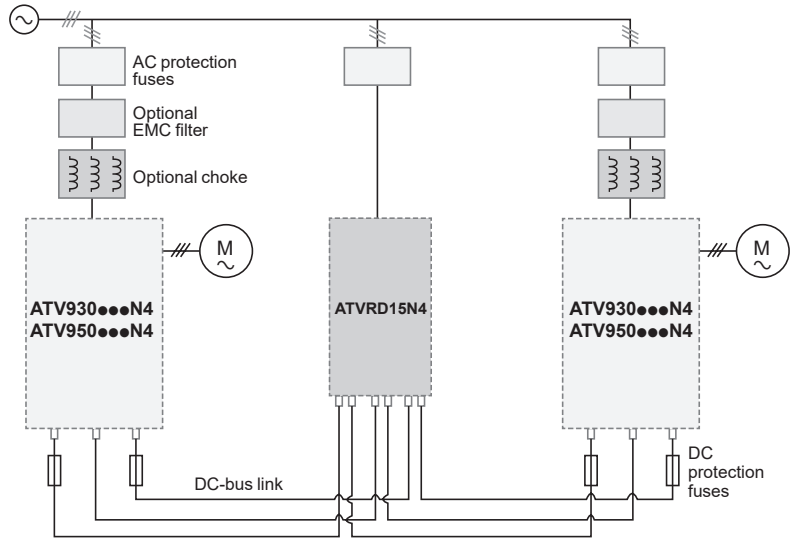 AC protection
fuses
Optional
EMC filter
Optional choke
M
M
ATV930●●●N4
ATV950●●●N4
ATVRD15N4
ATV930●●●N4
ATV950●●●N4
DC-bus link
DC
protection
fuses